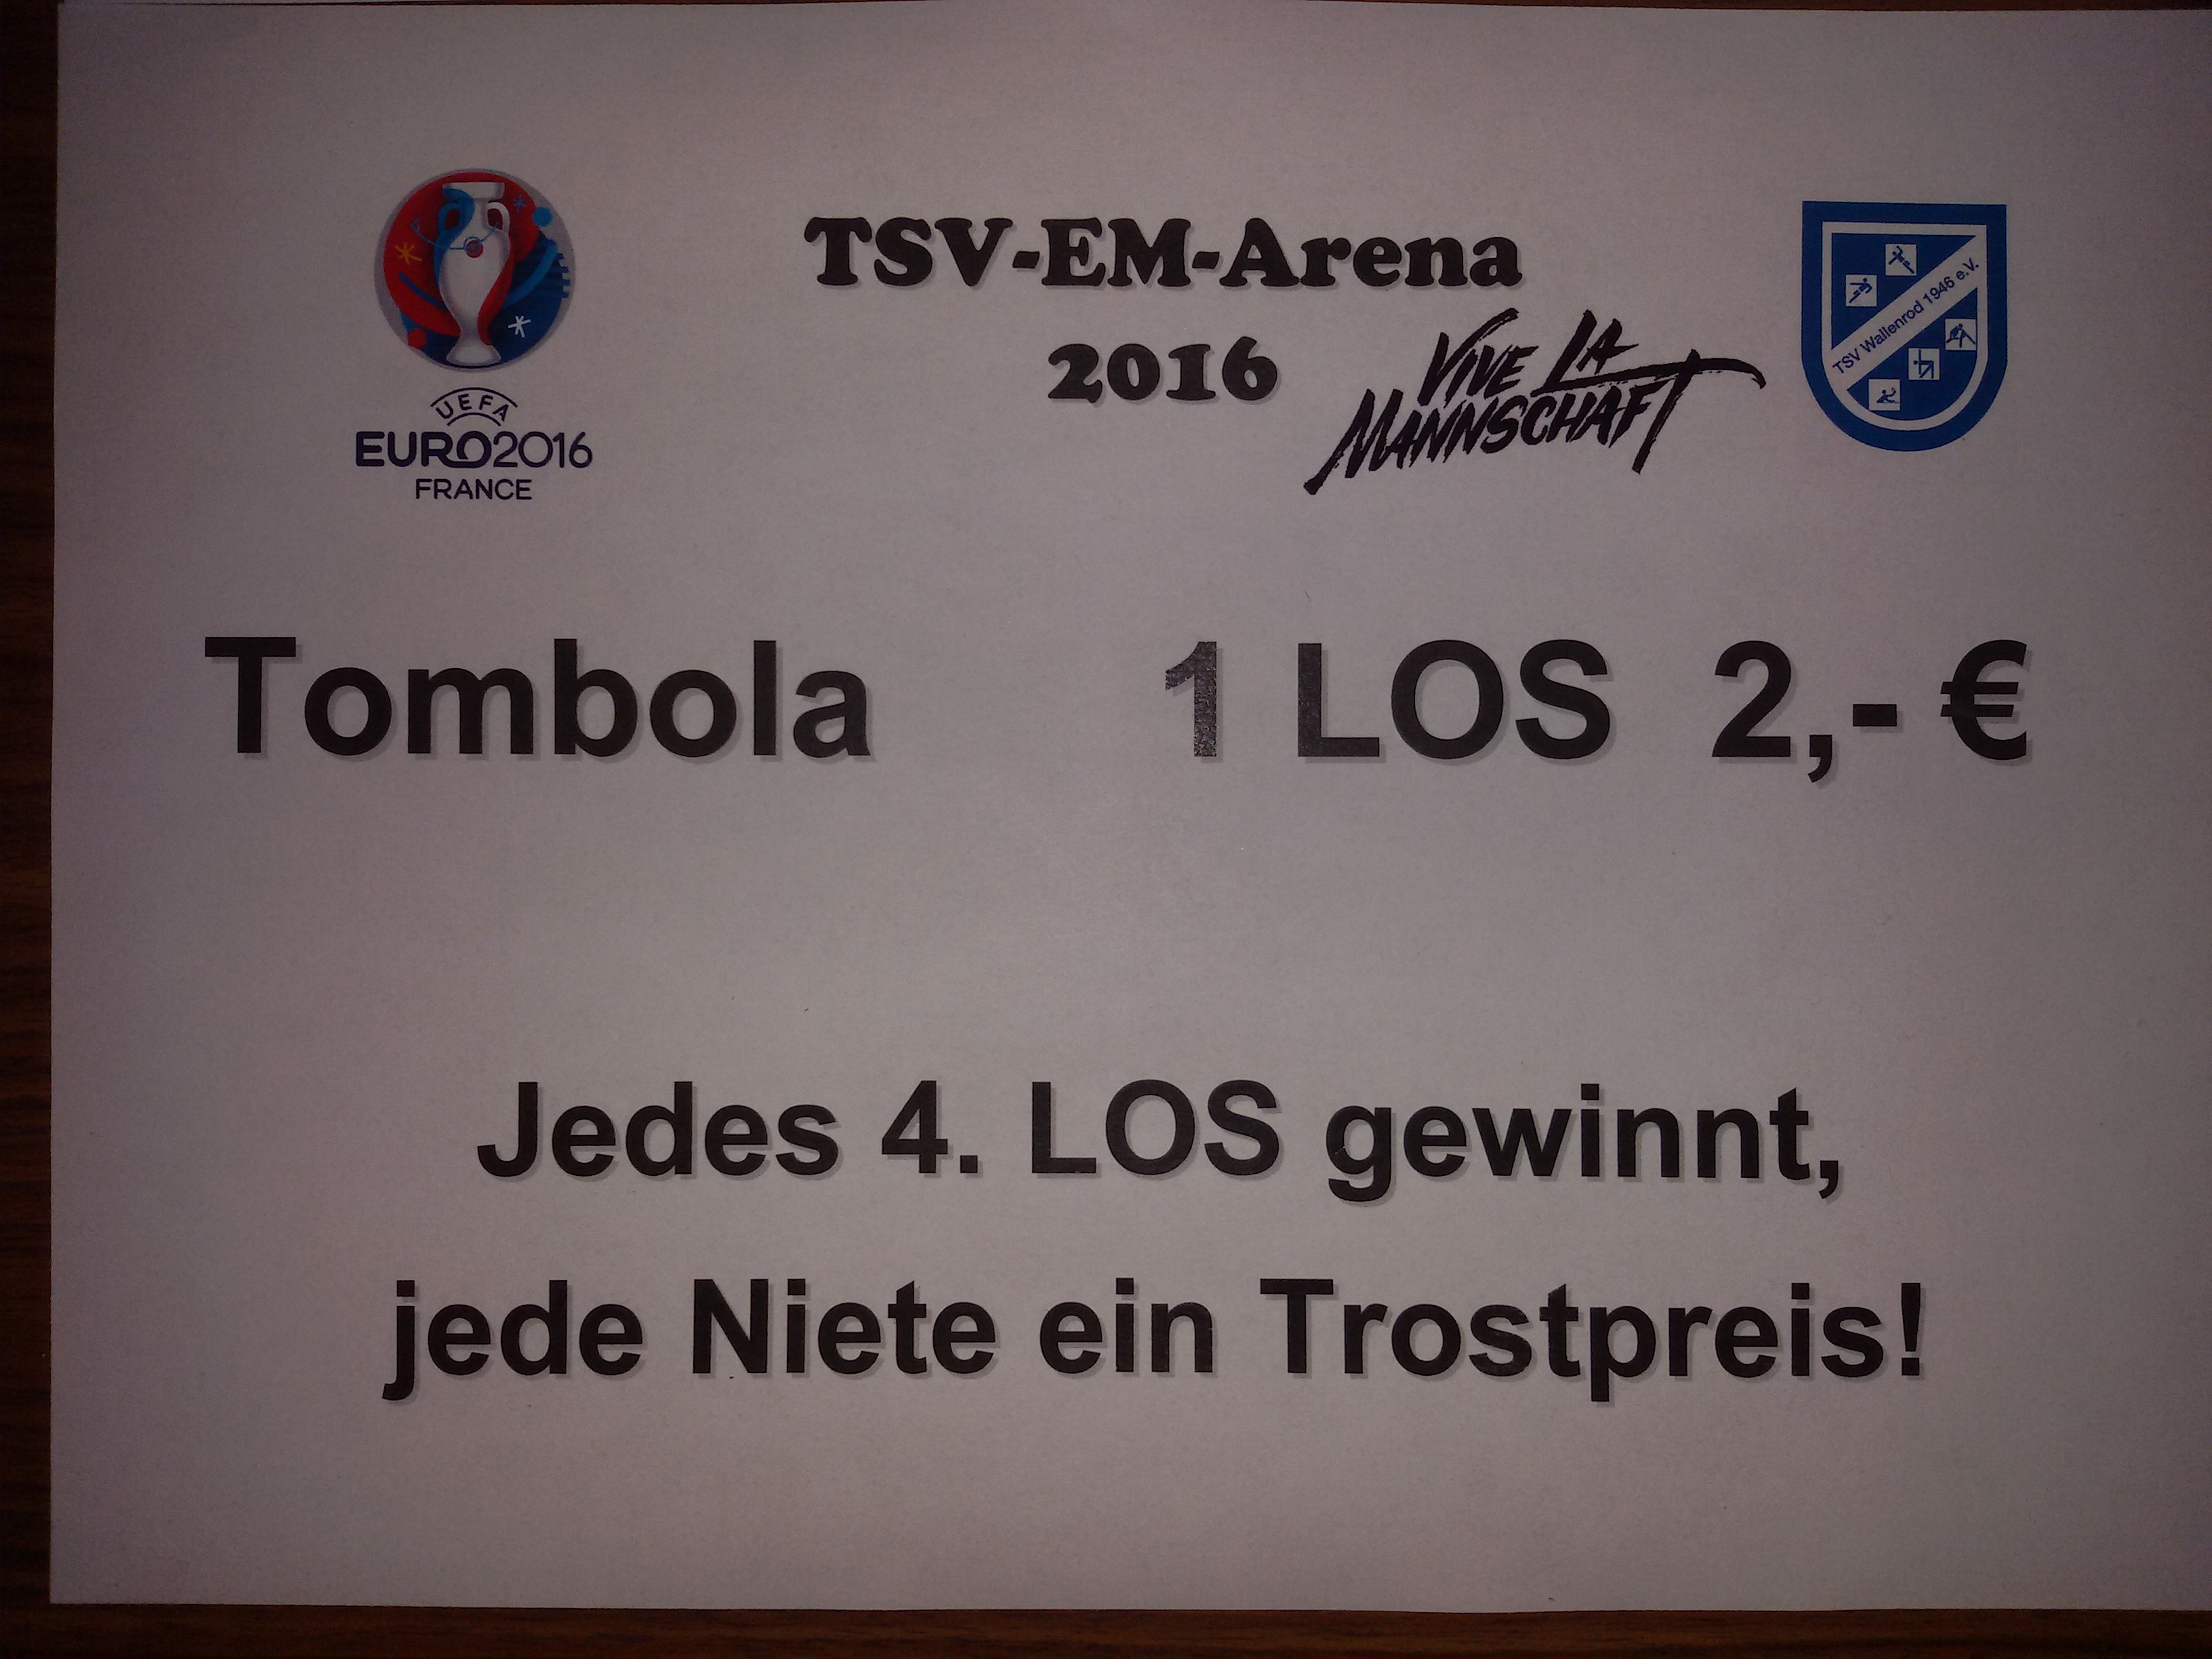 TSV-EM-Arena
2016
VIVE LA
MANNSCHAFT
UEFA
EURO2016
FRANCE
TSV Wallenrod 1946 e.V.
Tombola 1 LOS 2,- €
Jedes 4. LOS gewinnt,
jede Niete ein Trostpreis!